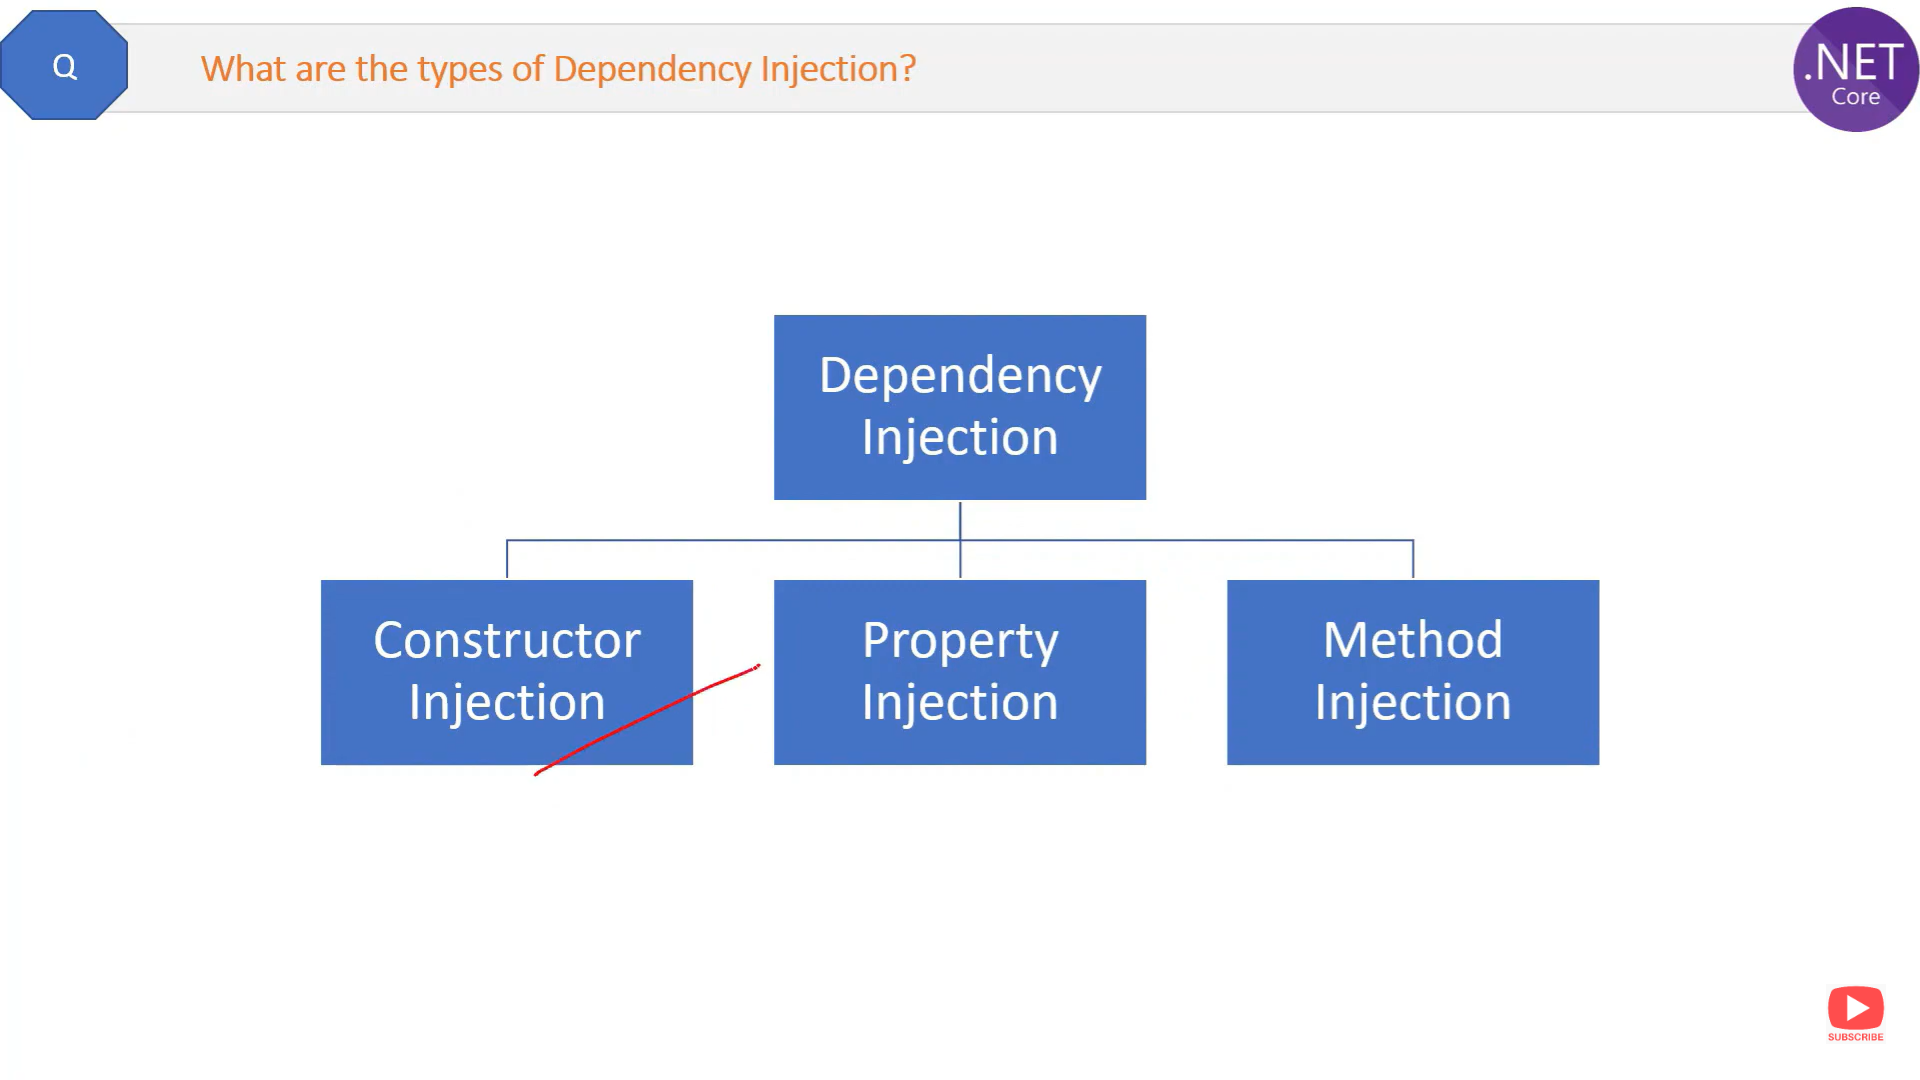 Q
What are the types of Dependency Injection?
.NET
Core
Dependency
Injection
Constructor
Injection
Property
Injection
Method
Injection
SUBSCRIBE